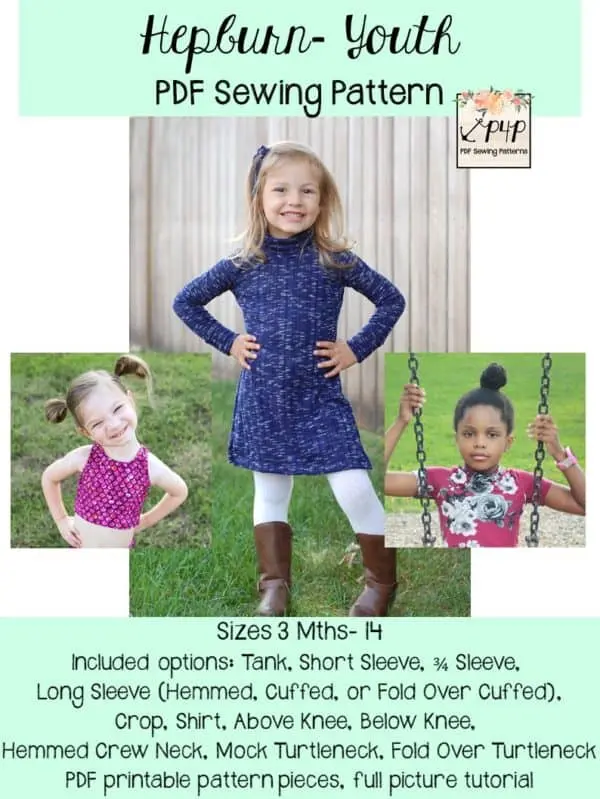 Hepburn- Youth
PDF Sewing Pattern
P4P
PDF Sewing Patterns
Sizes 3 Mths- 14
Included options: Tank, Short Sleeve, ¾ Sleeve,
Long Sleeve (Hemmed, Cuffed, or Fold Over Cuffed),
Crop, Shirt, Above Knee, Below Knee,
Hemmed Crew Neck, Mock Turtleneck, Fold Over Turtleneck
PDF printable pattern pieces, full picture tutorial